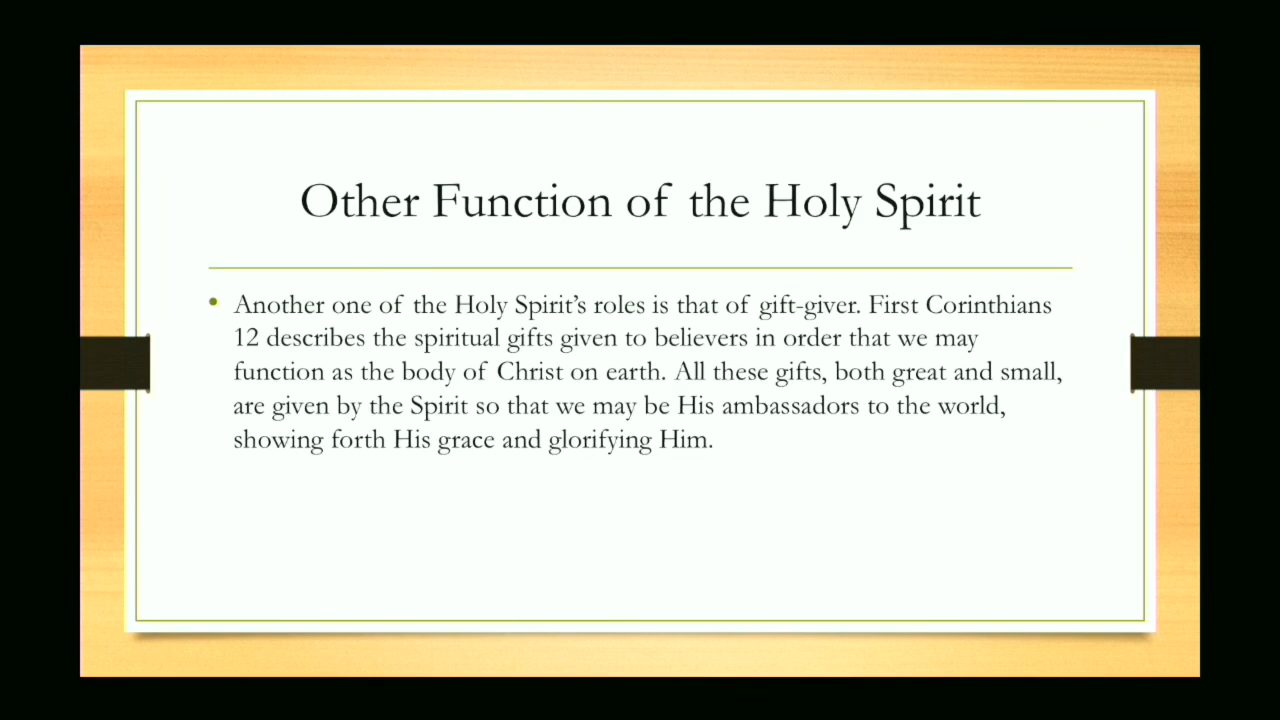 Other Function of the Holy Spirit
• Another one of the Holy Spirit’s roles is that of gift-giver. First Corinthians
12 describes the spiritual gifts given to believers in order that we may
function as the body of Christ on earth. All these gifts, both great and small,
are given by the Spirit so that we may be His ambassadors to the world,
showing forth His grace and glorifying Him.